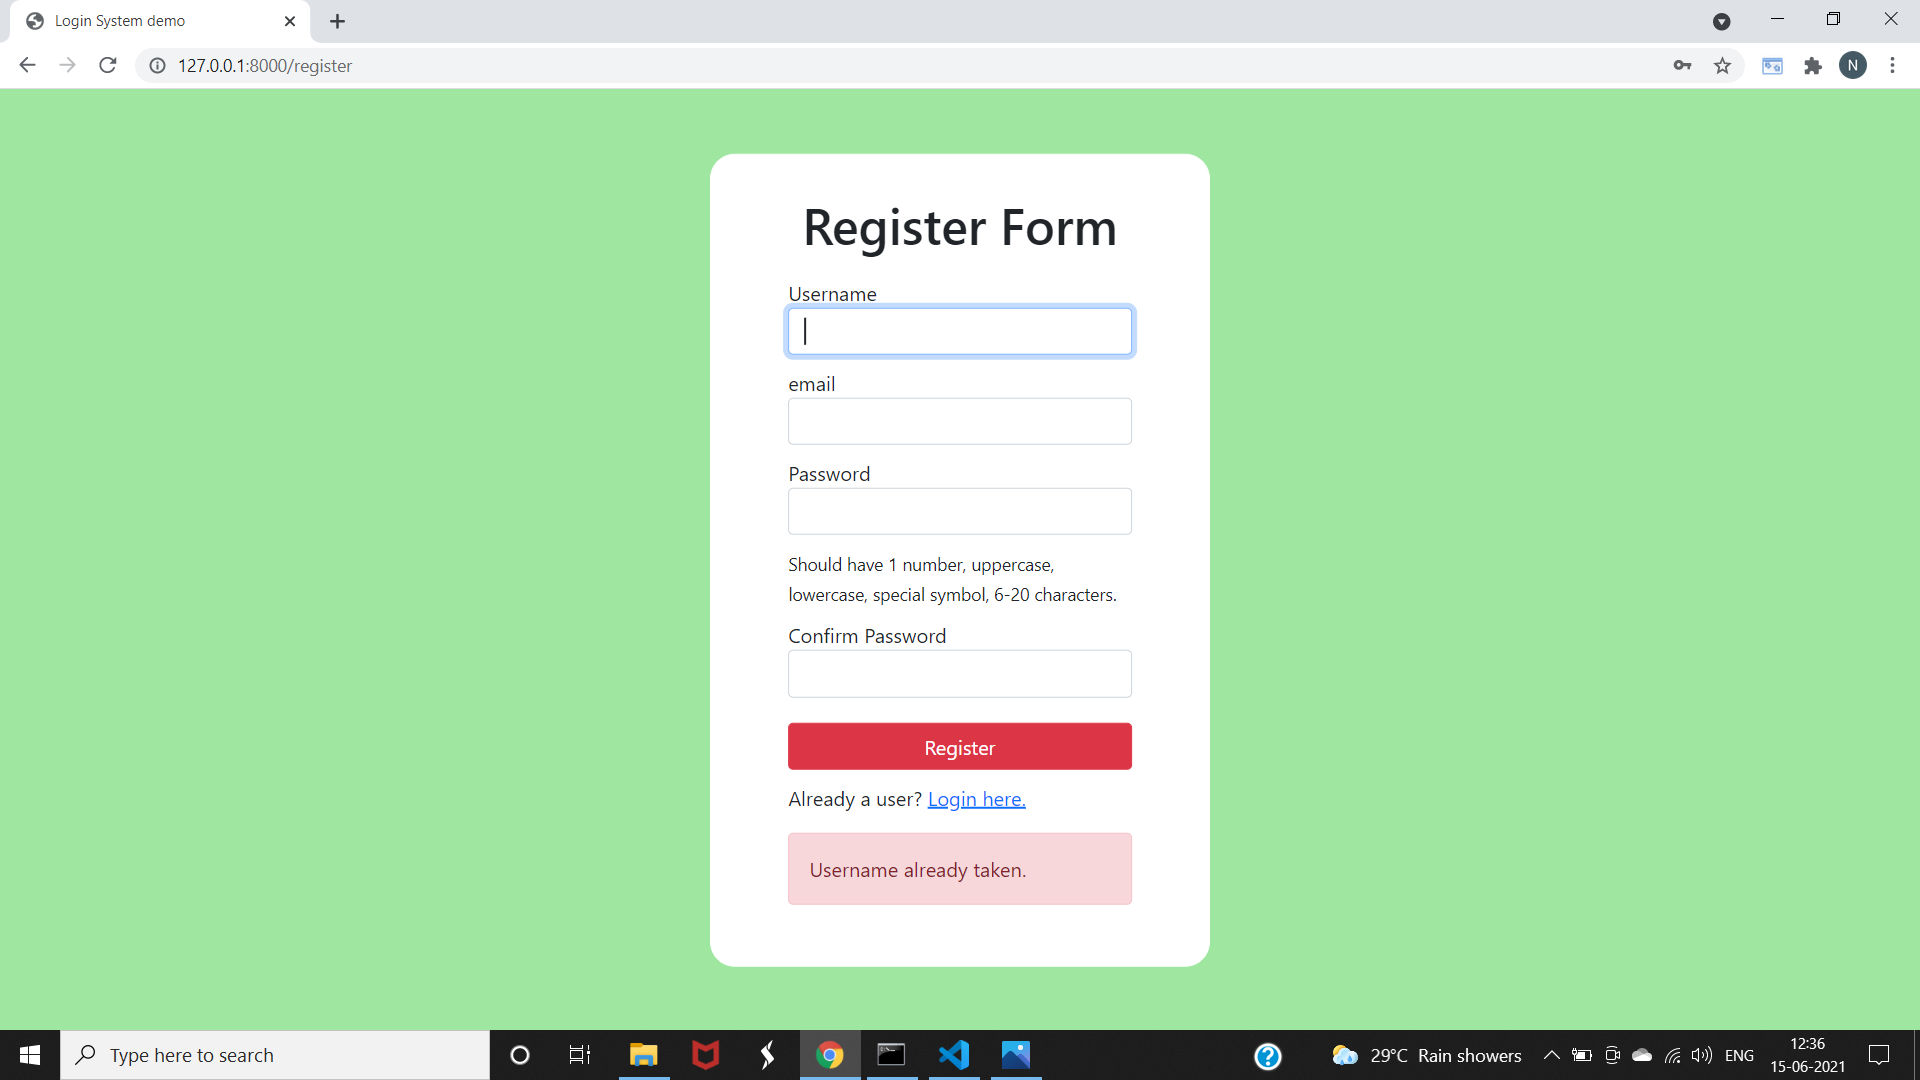 Login System demo
127.0.0.1:8000/register
N
Register Form
Username
email
Password
Should have 1 number, uppercase,
lowercase, special symbol, 6-20 characters.
Confirm Password
Register
Already a user? Login here.
Username already taken.
Type here to search
29°C Rain showers
ENG
12:36
15-06-2021